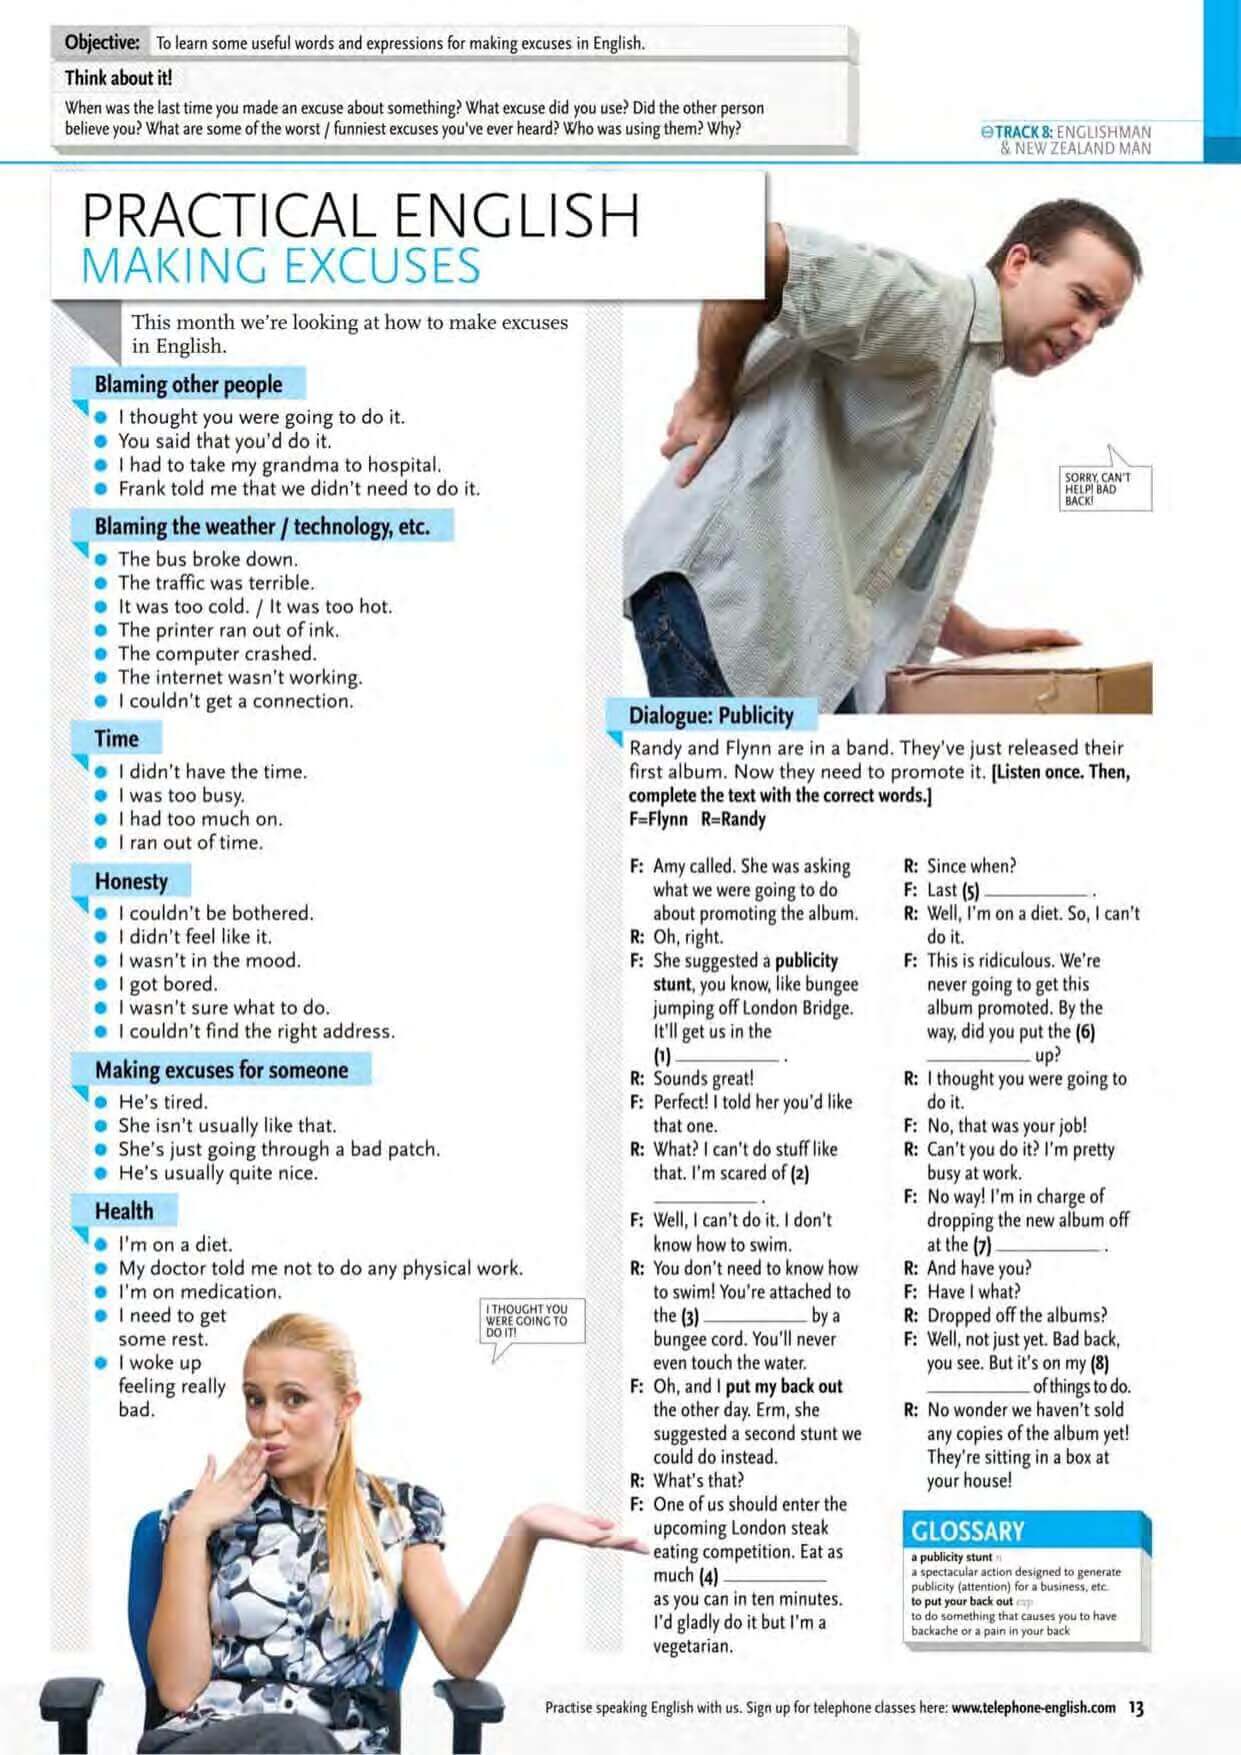 Objective: To learn some useful words and expressions for making excuses in English.
Think about it!
When was the last time you made an excuse about something? What excuse did you use? Did the other person
believe you? What are some of the worst / funniest excuses you've ever heard? Who was using them? Why?
TRACK 8: ENGLISHMAN
& NEW ZEALAND MAN
PRACTICAL ENGLISH
MAKING EXCUSES
This month we're looking at how to make excuses
in English.
Blaming other people
● I thought you were going to do it.
● You said that you'd do it.
● I had to take my grandma to hospital.
● Frank told me that we didn't need to do it.
Blaming the weather / technology, etc.
● The bus broke down.
● The traffic was terrible.
● It was too cold. / It was too hot.
● The printer ran out of ink.
● The computer crashed.
● The internet wasn't working.
● I couldn't get a connection.
Time
● I didn't have the time.
● I was too busy.
● I had too much on.
● I ran out of time.
Honesty
● I couldn't be bothered.
● I didn't feel like it.
● I wasn't in the mood.
● I got bored.
● I wasn't sure what to do.
● I couldn't find the right address.
Making excuses for someone
● He's tired.
● She isn't usually like that.
● She's just going through a bad patch.
● He's usually quite nice.
Health
● I'm on a diet.
● My doctor told me not to do any physical work.
● I'm on medication.
● I need to get
some rest.
● I woke up
feeling really
bad.
I THOUGHT YOU
WERE GOING TO
DO IT!
SORRY, CAN'T
HELP! BAD
BACK!
Dialogue: Publicity
Randy and Flynn are in a band. They've just released their
first album. Now they need to promote it. [Listen once. Then,
complete the text with the correct words.]
F=Flynn R=Randy
F: Amy called. She was asking
what we were going to do
about promoting the album.
R: Oh, right.
F: She suggested a publicity
stunt, you know, like bungee
jumping off London Bridge.
It'll get us in the
(1) ____________ .
R: Sounds great!
F: Perfect! I told her you'd like
that one.
R: What? I can't do stuff like
that. I'm scared of (2)
____________ .
F: Well, I can't do it. I don't
know how to swim.
R: You don't need to know how
to swim! You're attached to
the (3) ____________ by a
bungee cord. You'll never
even touch the water.
F: Oh, and I put my back out
the other day. Erm, she
suggested a second stunt we
could do instead.
R: What's that?
F: One of us should enter the
upcoming London steak
eating competition. Eat as
much (4) ____________
as you can in ten minutes.
I'd gladly do it but I'm a
vegetarian.
R: Since when?
F: Last (5) ____________ .
R: Well, I'm on a diet. So, I can't
do it.
F: This is ridiculous. We're
never going to get this
album promoted. By the
way, did you put the (6)
____________ up?
R: I thought you were going to
do it.
F: No, that was your job!
R: Can't you do it? I'm pretty
busy at work.
F: No way! I'm in charge of
dropping the new album off
at the (7) ____________ .
R: And have you?
F: Have I what?
R: Dropped off the albums?
F: Well, not just yet. Bad back,
you see. But it's on my (8)
____________ of things to do.
R: No wonder we haven't sold
any copies of the album yet!
They're sitting in a box at
your house!
GLOSSARY
a publicity stunt n
a spectacular action designed to generate
publicity (attention) for a business, etc.
to put your back out exp
to do something that causes you to have
backache or a pain in your back
Practise speaking English with us. Sign up for telephone classes here: www.telephone-english.com 13